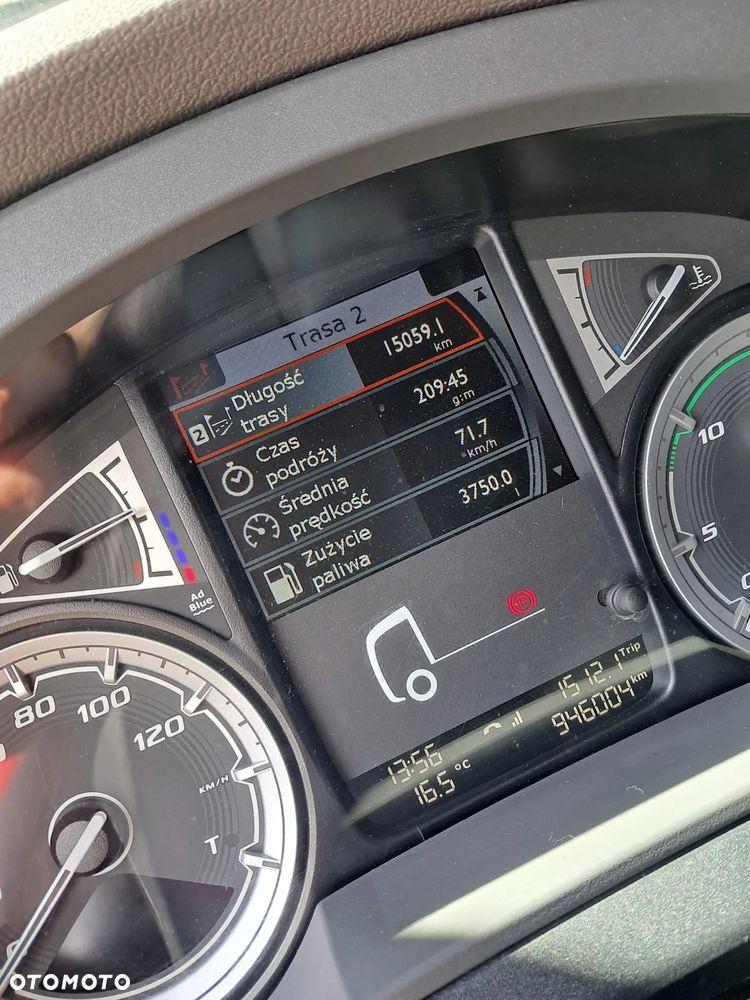 Trasa 2
2
Długość
trasy
15059.1
km
Czas
podróży
209:45
g:m
Średnia
prędkość
71.7
km/h
Zużycie
paliwa
3750.0
l
Ad
Blue
P
1512.1 Trip
946004 km
13:56
16.5 °C
80
100
120
KM/H
T
10
5
0
OTOMOTO